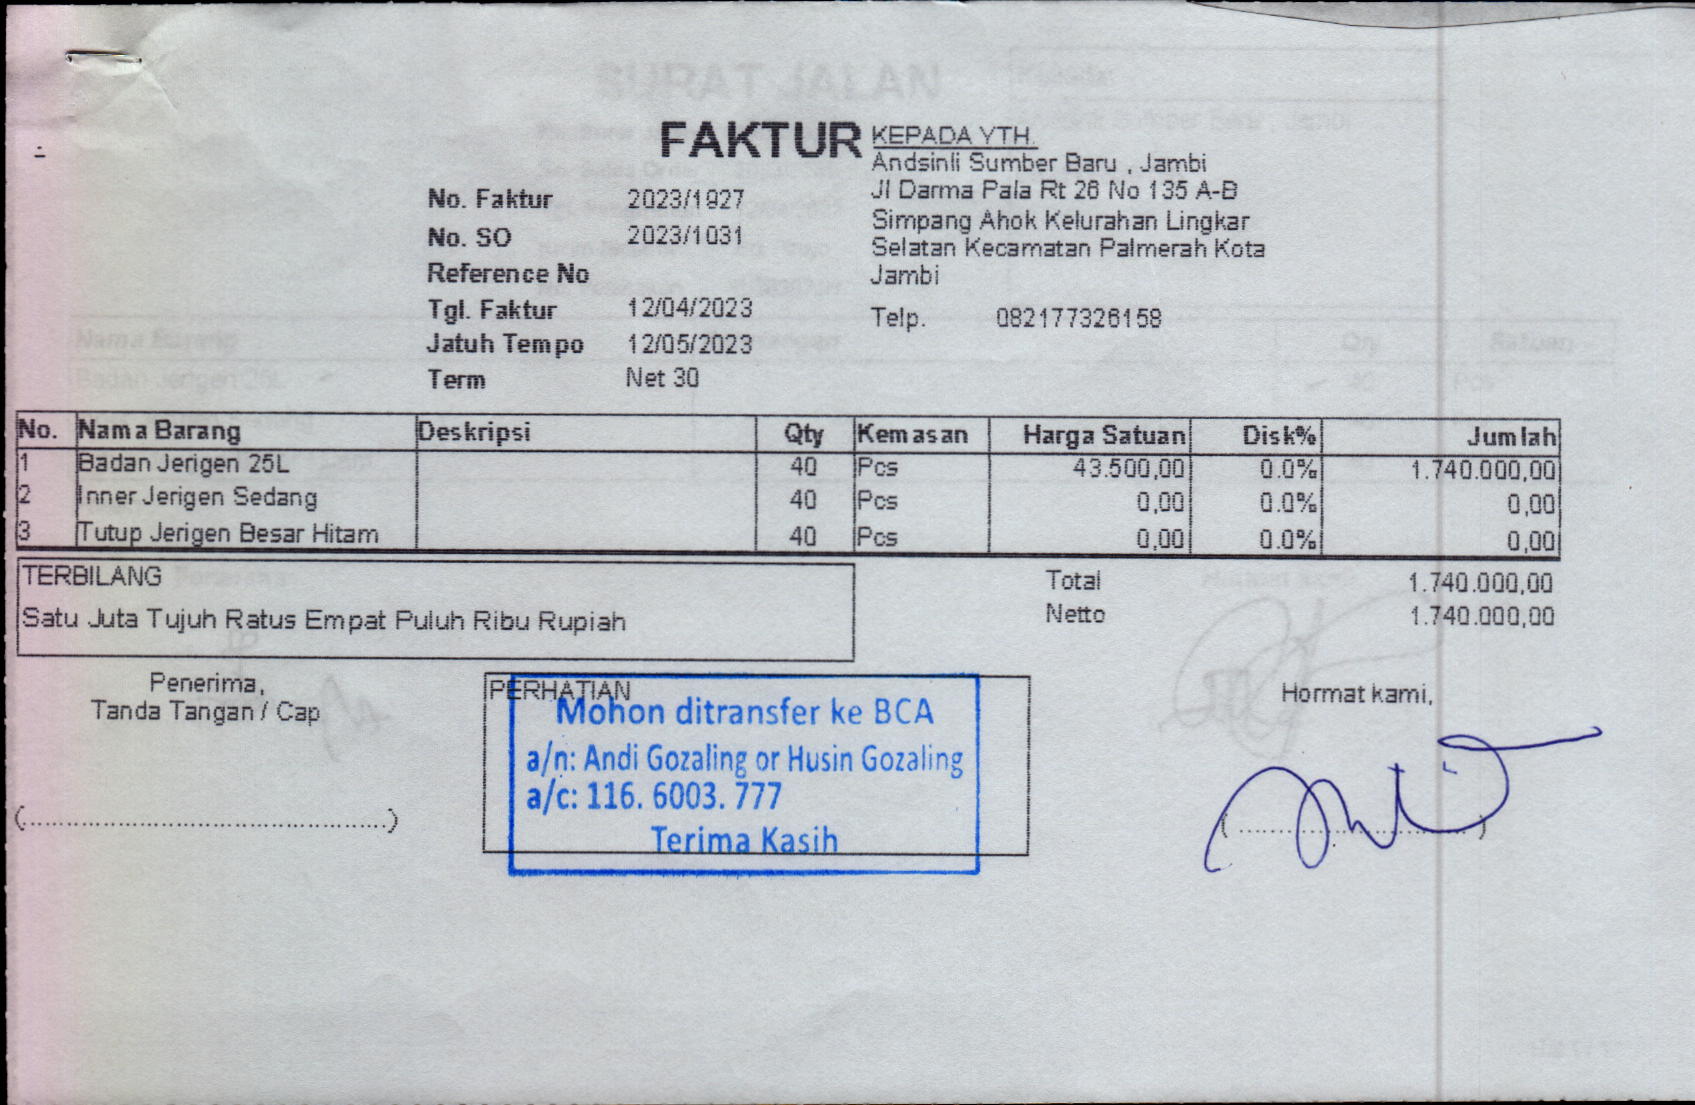 FAKTUR
KEPADA YTH.
Andsinli Sumber Baru , Jambi
Jl Darma Pala Rt 26 No 135 A-B
Simpang Ahok Kelurahan Lingkar
Selatan Kecamatan Palmerah Kota
Jambi
Telp. 082177326158
No. Faktur 2023/1927
No. SO 2023/1031
Reference No
Tgl. Faktur 12/04/2023
Jatuh Tempo 12/05/2023
Term Net 30
No. Nama Barang Deskripsi Qty Kemasan Harga Satuan Disk% Jumlah
1 Badan Jerigen 25L 40 Pcs 43.500,00 0.0% 1.740.000,00
2 Inner Jerigen Sedang 40 Pcs 0,00 0.0% 0,00
3 Tutup Jerigen Besar Hitam 40 Pcs 0,00 0.0% 0,00
TERBILANG
Satu Juta Tujuh Ratus Empat Puluh Ribu Rupiah
Total 1.740.000,00
Netto 1.740.000,00
Penerima,
Tanda Tangan / Cap
(................................................)
PERHATIAN
Mohon ditransfer ke BCA
a/n: Andi Gozaling or Husin Gozaling
a/c: 116. 6003. 777
Terima Kasih
Hormat kami,
(................................)